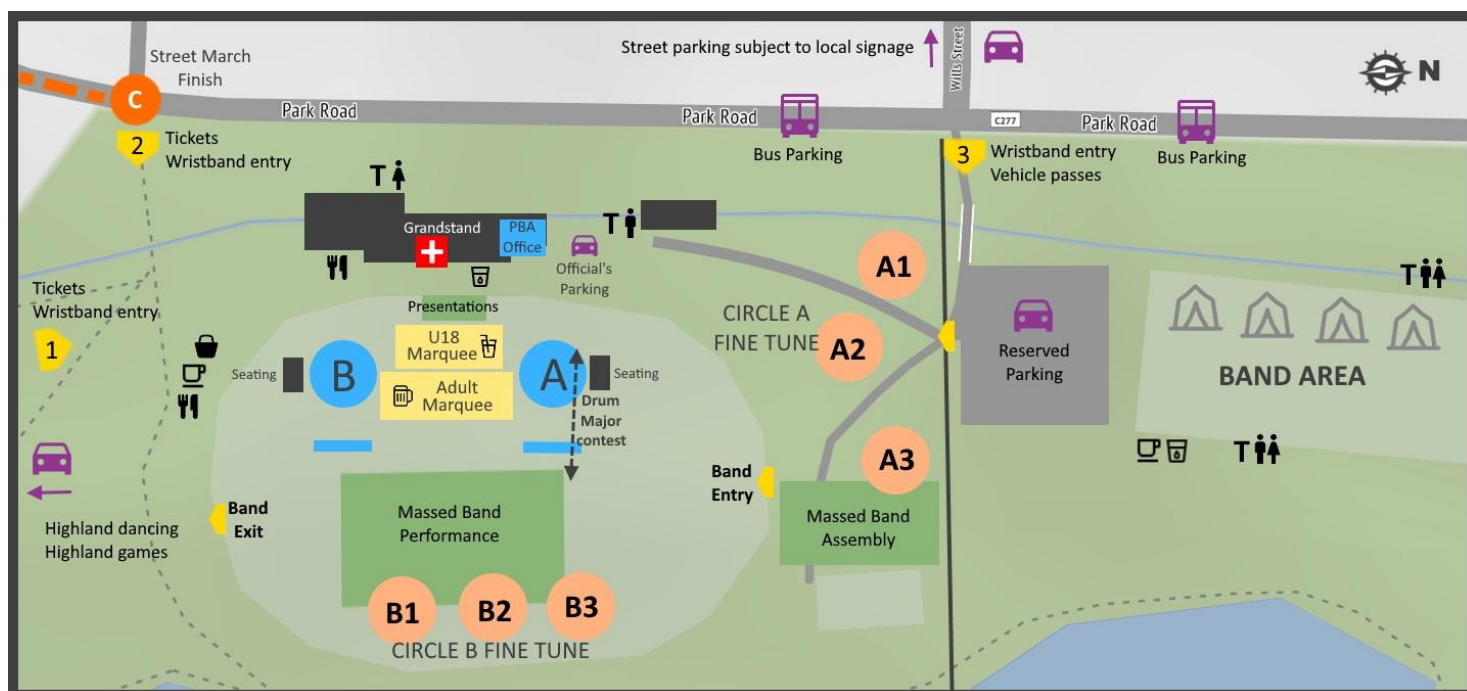 Street March
Finish
C
Park Road
2
Tickets
Wristband entry
Street parking subject to local signage
Wills Street
N
Park Road
Bus Parking
C277
Park Road
Bus Parking
3
Wristband entry
Vehicle passes
T
Grandstand
PBA
Office
T
Official's
Parking
Presentations
Tickets
Wristband entry
1
U18
Marquee
Adult
Marquee
Seating
B
A
Seating
Drum
Major
contest
CIRCLE A
FINE TUNE
A1
A2
A3
Reserved
Parking
T
BAND AREA
T
Band
Entry
Massed Band
Assembly
Band
Exit
Highland dancing
Highland games
Massed Band
Performance
B1
B2
B3
CIRCLE B FINE TUNE